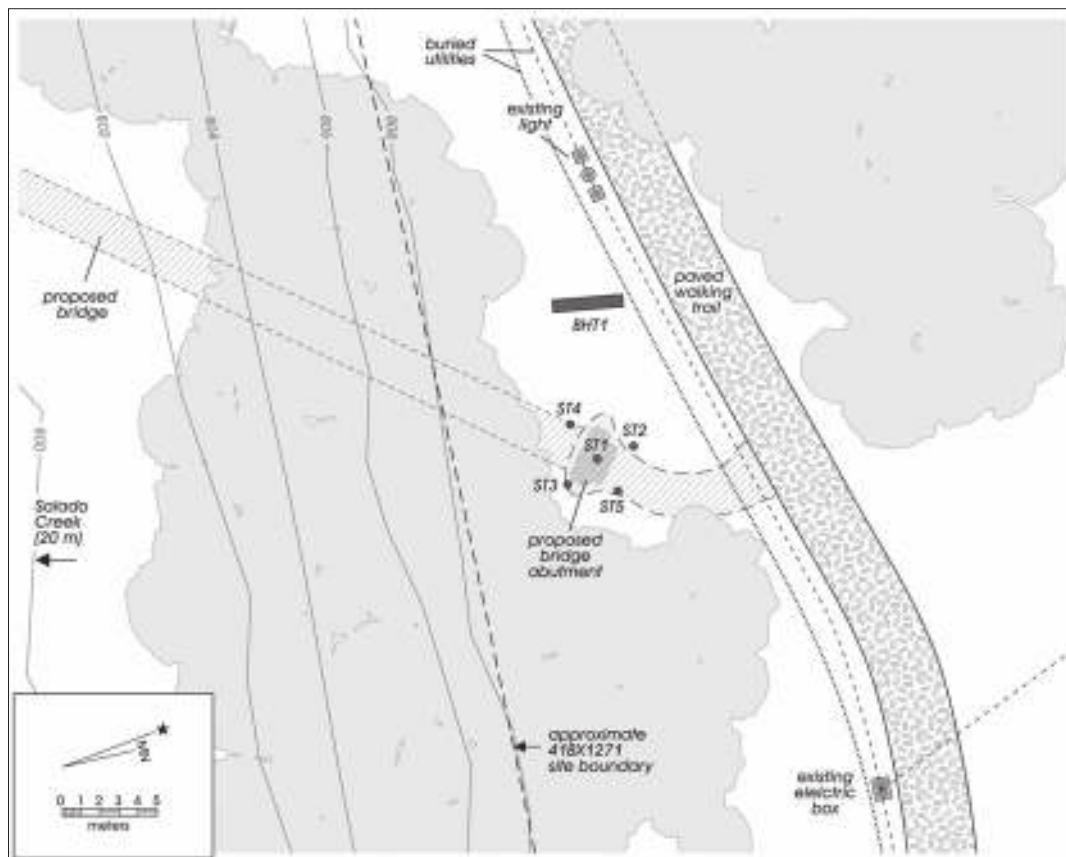 buried
utilities
existing
light
proposed
bridge
BHT1
paved
walking
trail
ST4
ST2
ST1
ST3
ST5
proposed
bridge
abutment
Salado
Creek
(20 m)
approximate
41BX1271
site boundary
existing
elelctric
box
MN
0 1 2 3 4 5
meters